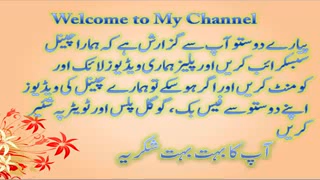 Welcome to My Channel
پیارے دوستو آپ سے گزارش ہے کہ ہمارا چینل
سبسکرائب کریں اور پلیز ہماری ویڈیوز لائک اور
کومنٹ کریں اور اگر ہو سکے تو ہمارے چینل کی ویڈیوز
اپنے دوستو سے فیس بک، گوگل پلس اور ٹویٹر پہ شئیر
کریں
آپ کا بہت بہت شکریہ